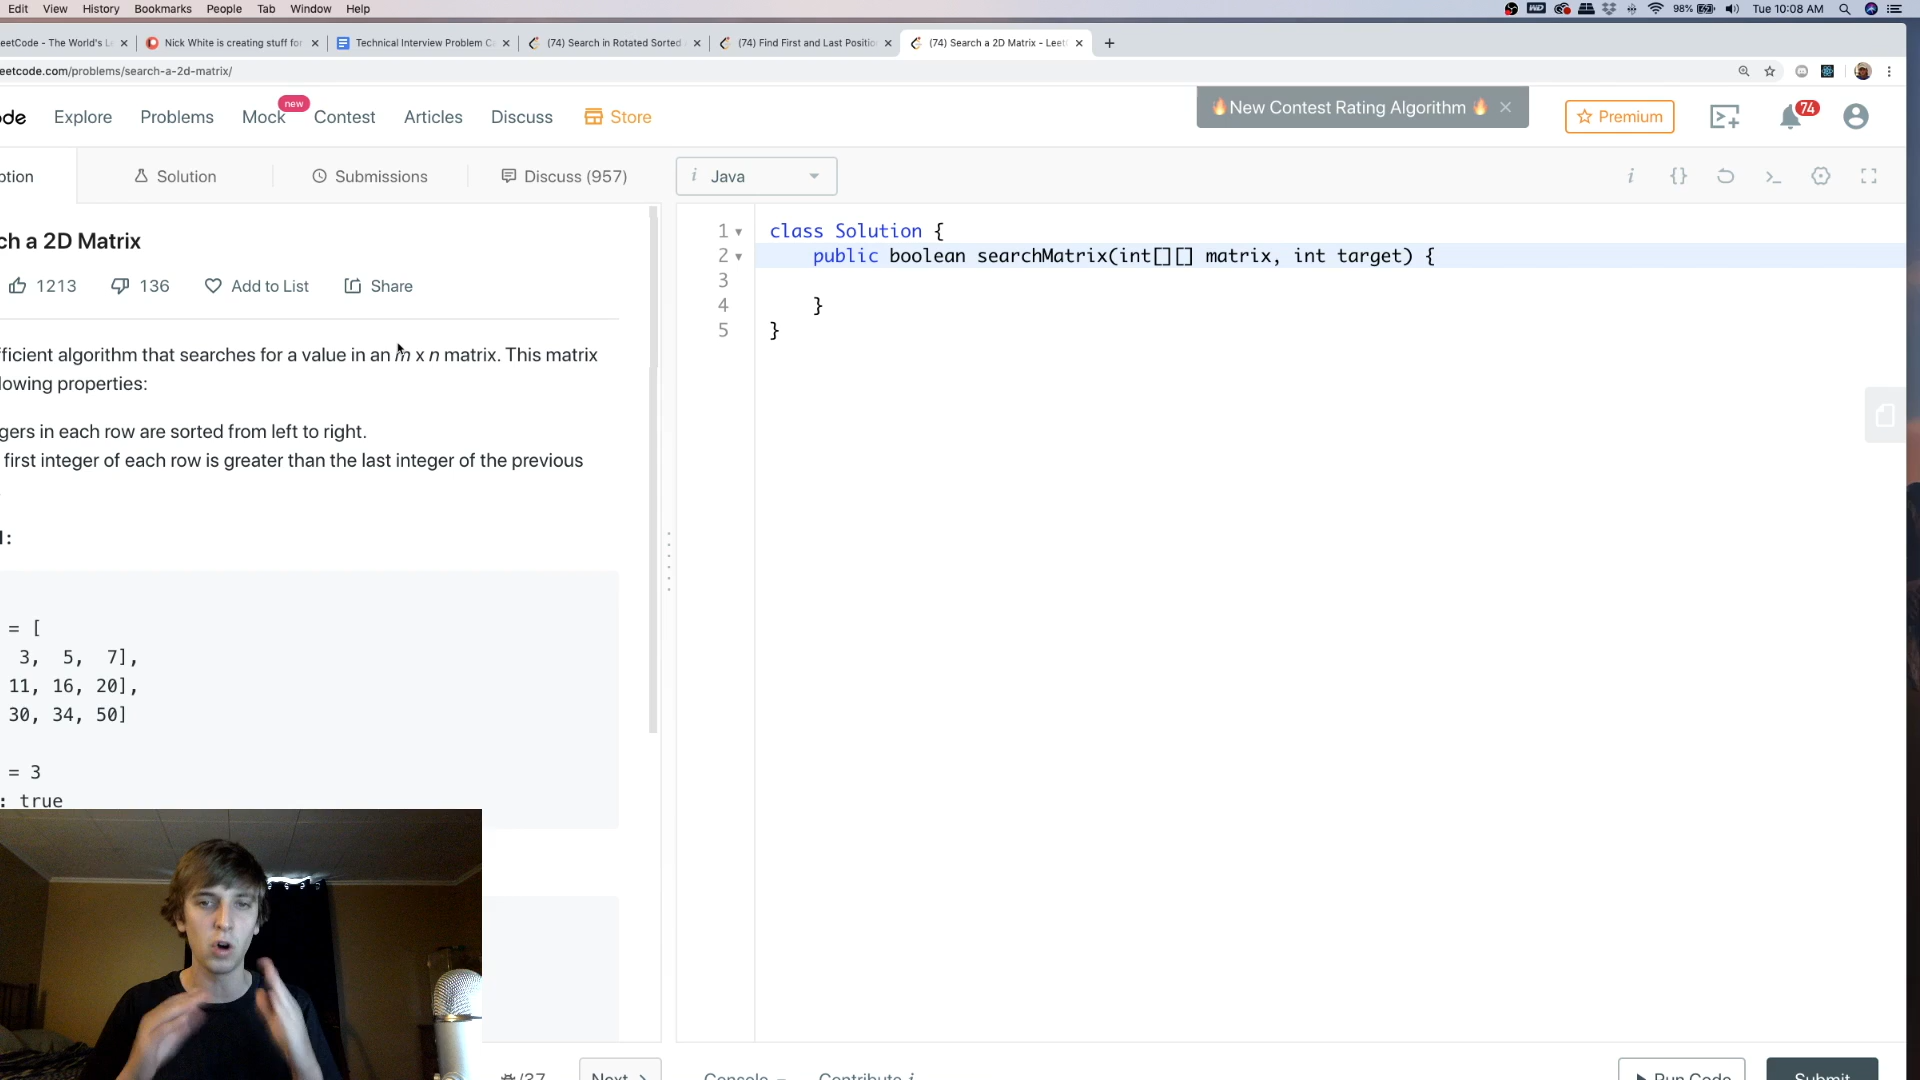 Edit View History Bookmarks People Tab Window Help 98% Tue 10:08 AM
eetCode - The World's L Nick White is creating stuff for Technical Interview Problem C (74) Search in Rotated Sorted (74) Find First and Last Positio (74) Search a 2D Matrix - Leet
eetcode.com/problems/search-a-2d-matrix/
de Explore Problems Mock new Contest Articles Discuss Store 🔥New Contest Rating Algorithm 🔥 Premium 74
ption Solution Submissions Discuss (957) i Java
ch a 2D Matrix
1213 136 Add to List Share
fficient algorithm that searches for a value in an m x n matrix. This matrix
lowing properties:
gers in each row are sorted from left to right.
first integer of each row is greater than the last integer of the previous
:
= [
3, 5, 7],
11, 16, 20],
30, 34, 50]
= 3
: true
1 class Solution {
2 public boolean searchMatrix(int[][] matrix, int target) {
3
4 }
5 }
/37 Next > Console Contribute i Run Code Submit